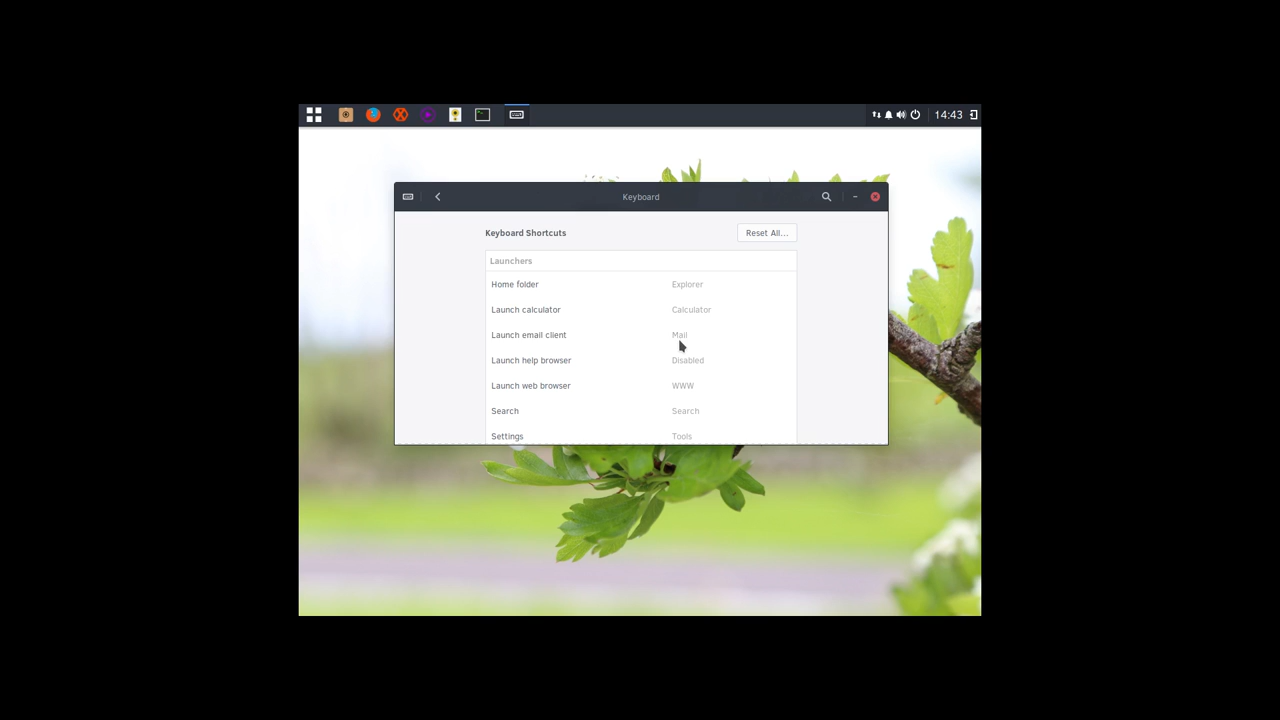 14:43
Keyboard
Keyboard Shortcuts
Reset All...
Launchers
Home folder Explorer
Launch calculator Calculator
Launch email client Mail
Launch help browser Disabled
Launch web browser WWW
Search Search
Settings Tools